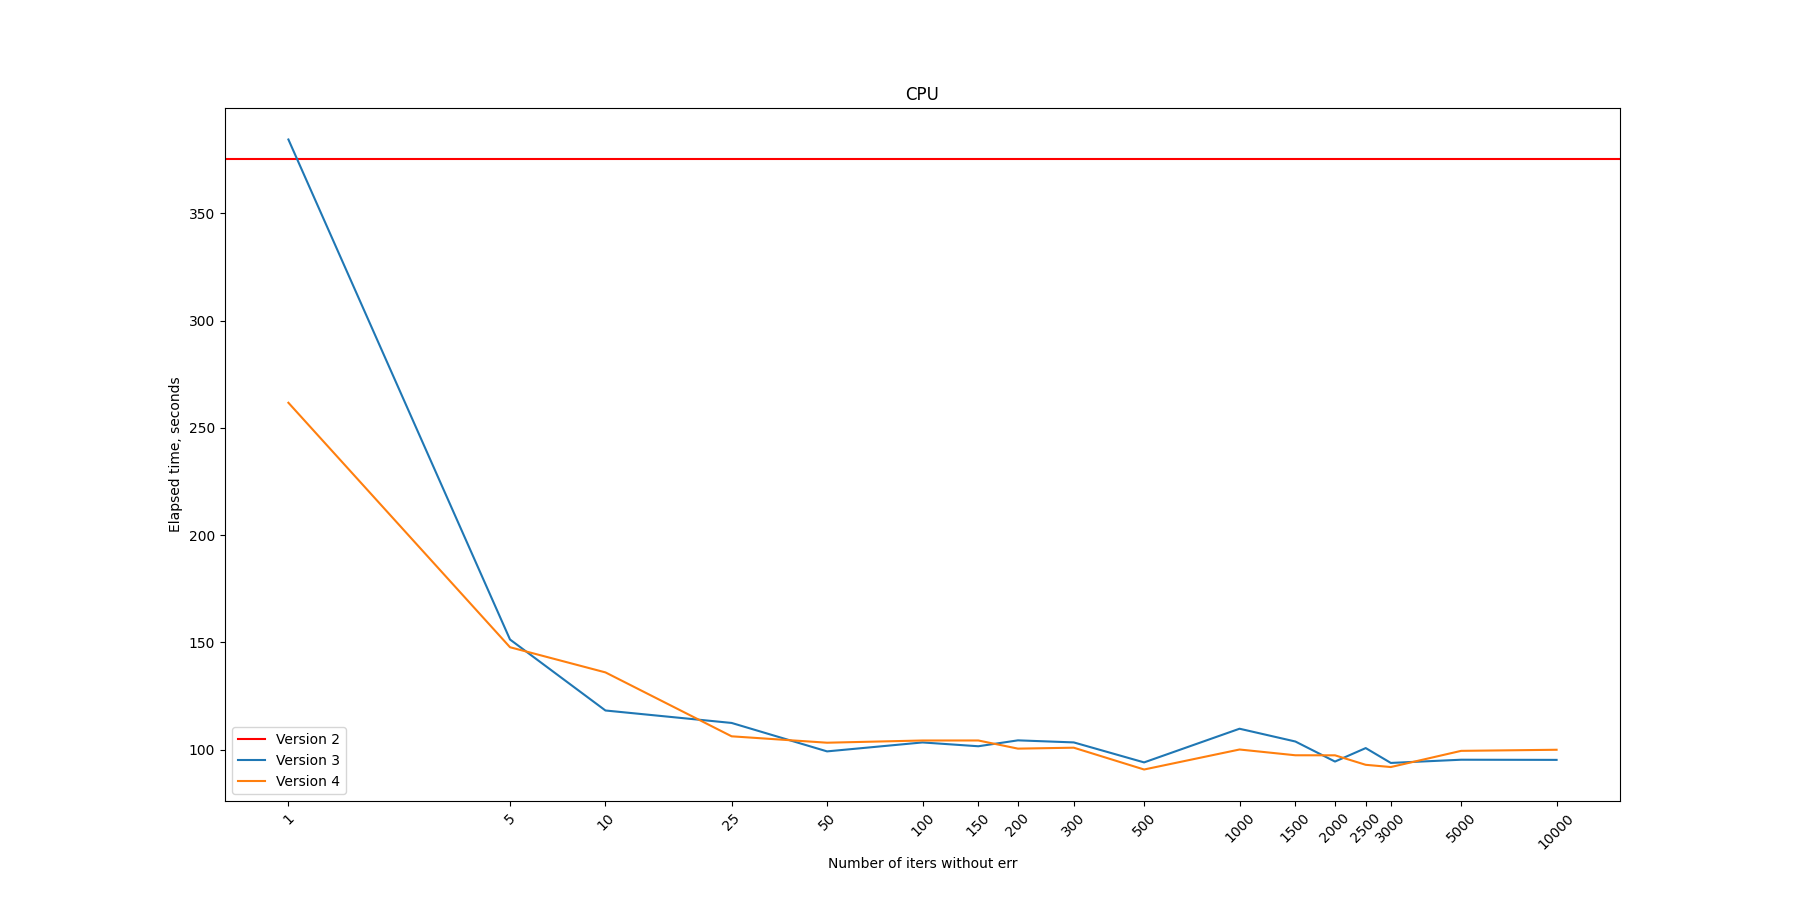 CPU
Elapsed time, seconds
350
300
250
200
150
100
Version 2
Version 3
Version 4
1 5 10 25 50 100 150 200 300 500 1000 1500 2000 2500 3000 5000 10000
Number of iters without err